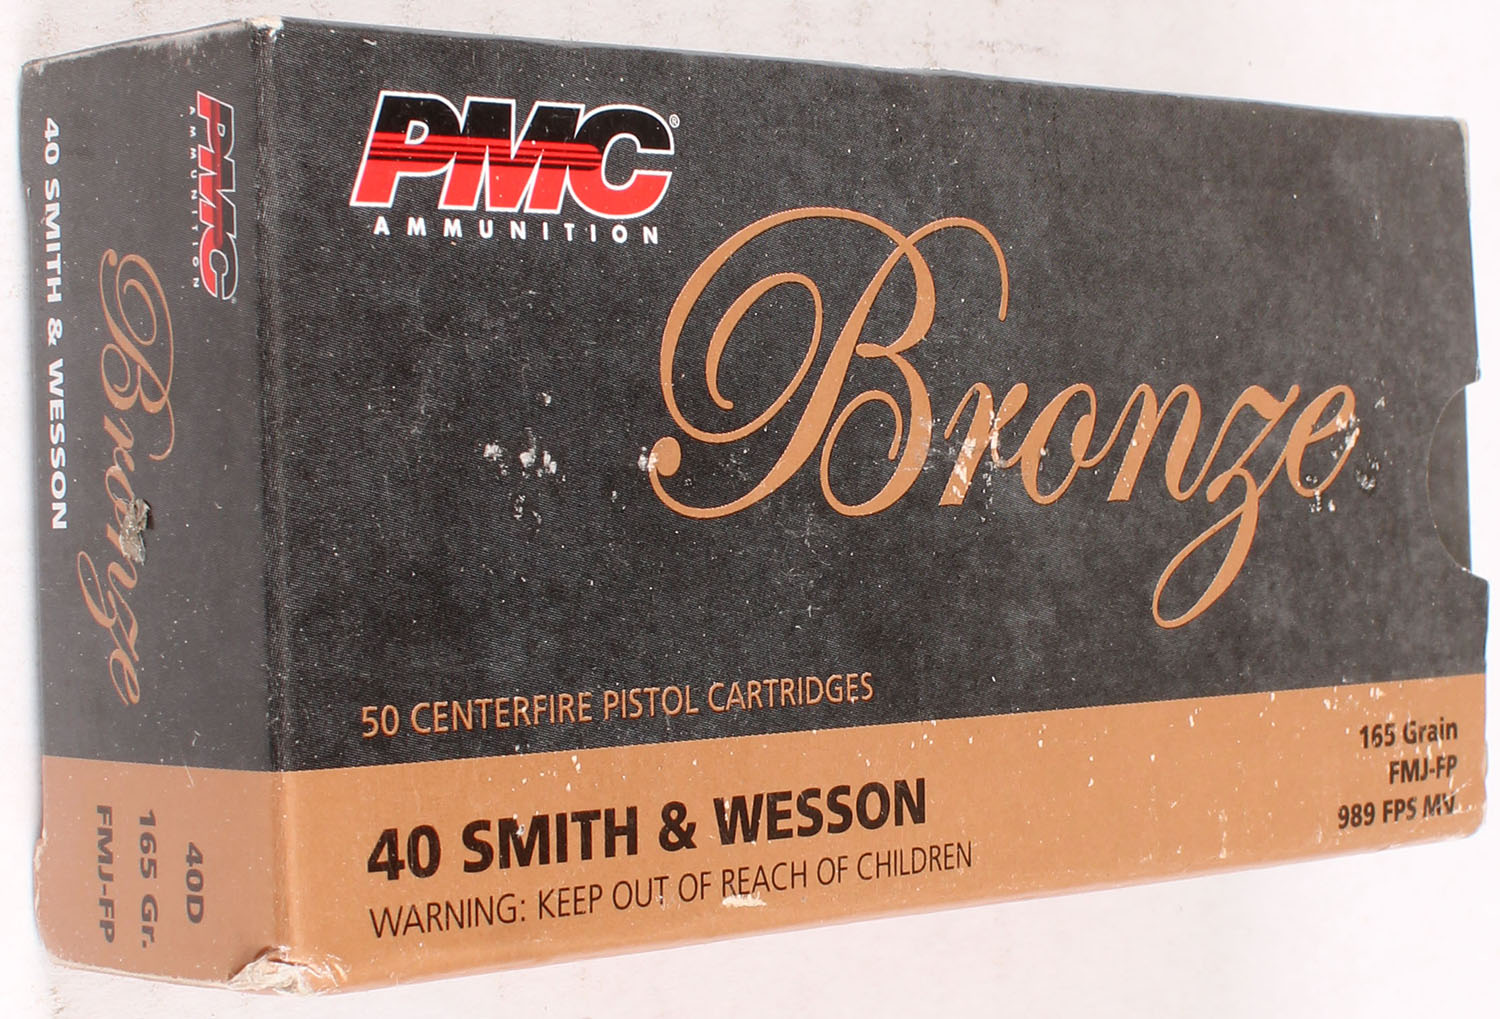 PMC®
AMMUNITION
Bronze
50 CENTERFIRE PISTOL CARTRIDGES
40 SMITH & WESSON
WARNING: KEEP OUT OF REACH OF CHILDREN
165 Grain
FMJ-FP
989 FPS MV
PMC®
AMMUNITION
Bronze
40 SMITH & WESSON
40D
165 Gr.
FMJ-FP